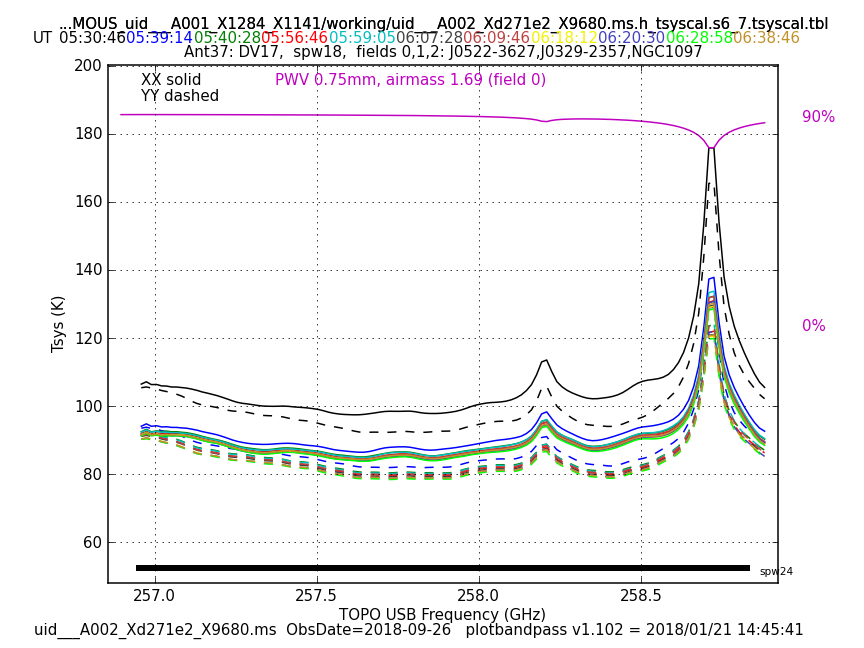 ...MOUS_uid___A001_X1284_X1141/working/uid___A002_Xd271e2_X9680.ms.h_tsyscal.s6_7.tsyscal.tbl
UT 05:30:46 05:39:14 05:40:28 05:56:46 05:59:05 06:07:28 06:09:46 06:18:12 06:20:30 06:28:58 06:38:46
Ant37: DV17, spw18, fields 0,1,2: J0522-3627,J0329-2357,NGC1097
XX solid
YY dashed
PWV 0.75mm, airmass 1.69 (field 0)
200
180
160
140
120
100
80
60
Tsys (K)
90%
0%
spw24
257.0 257.5 258.0 258.5
TOPO USB Frequency (GHz)
uid___A002_Xd271e2_X9680.ms ObsDate=2018-09-26 plotbandpass v1.102 = 2018/01/21 14:45:41